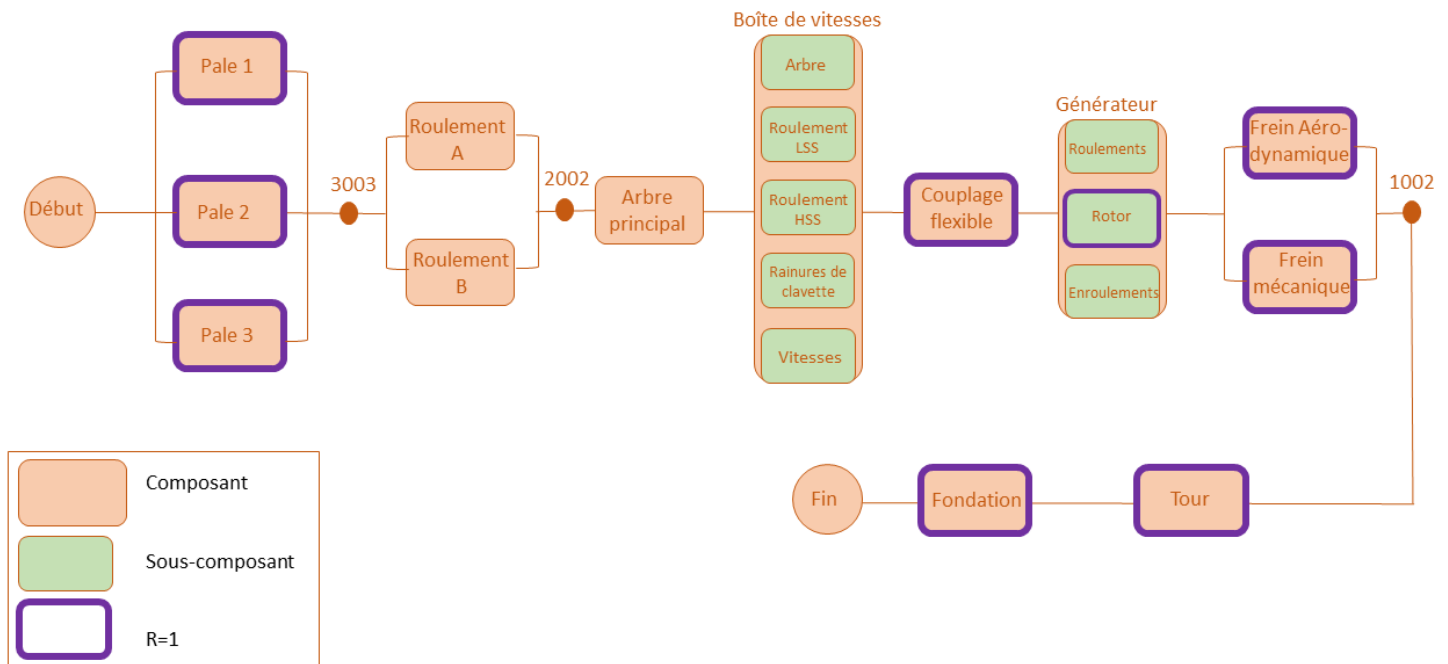 Boîte de vitesses
Pale 1
Arbre
Générateur
Roulement
A
Roulement
LSS
Roulements
Frein Aéro-
dynamique
3003
2002
1002
Début
Pale 2
Arbre
principal
Roulement
HSS
Couplage
flexible
Rotor
Roulement
B
Rainures de
clavette
Enroulements
Frein
mécanique
Pale 3
Vitesses
Composant
Fin
Fondation
Tour
Sous-composant
R=1